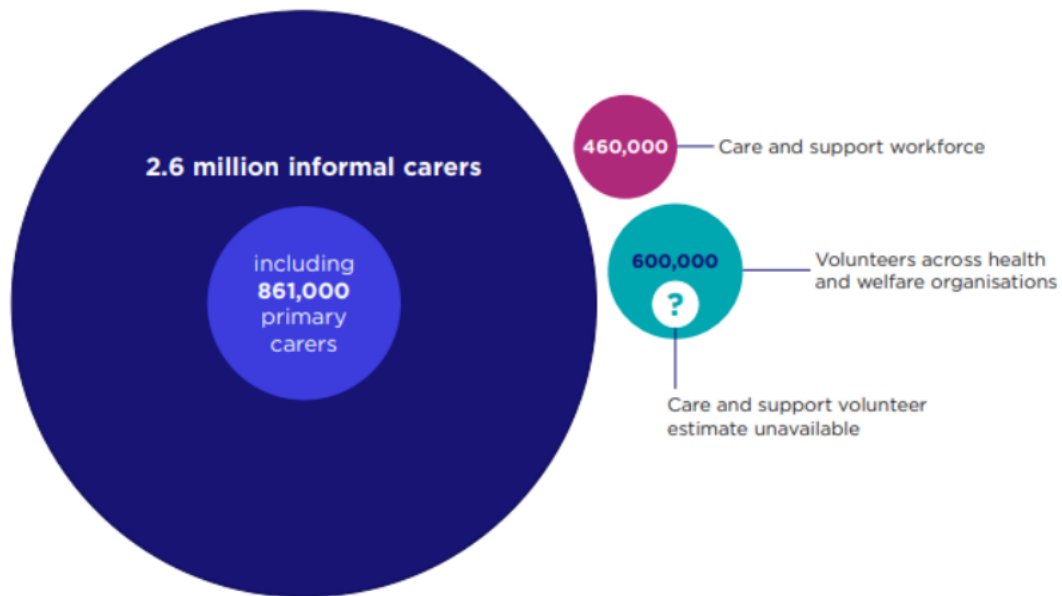 2.6 million informal carers
including
861,000
primary
carers
460,000
Care and support workforce
600,000
Volunteers across health
and welfare organisations
?
Care and support volunteer
estimate unavailable